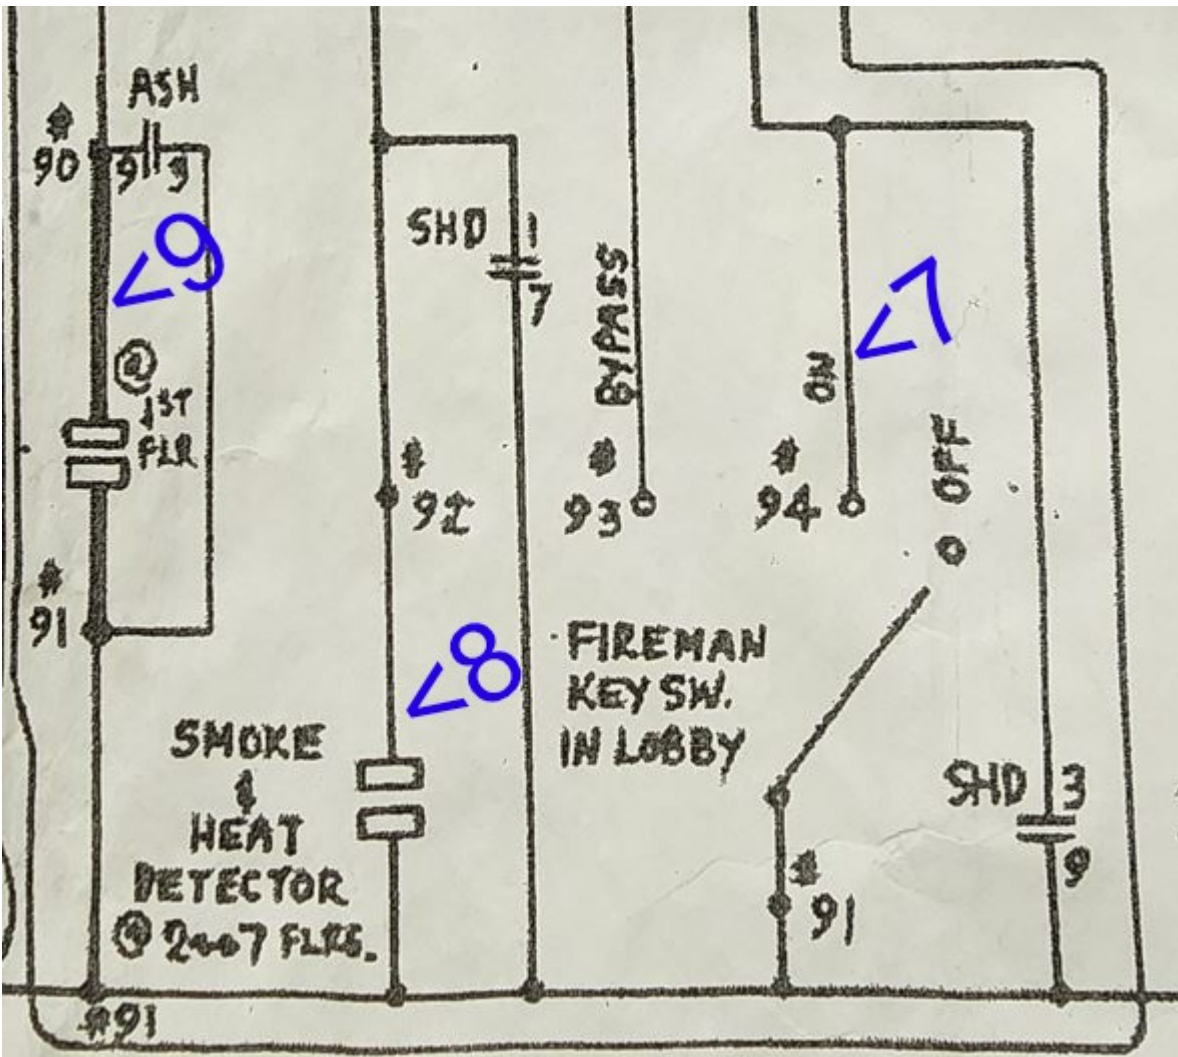 ASH
#
90
9 9
<9
@
1ST
FLR
#
91
SMOKE
&
HEAT
DETECTOR
@ 2 to 7 FLRS.
#91
SHD 1
7
#
92
<8
BYPASS
#
93
ON
<7
#
94
OFF
FIREMAN
KEY SW.
IN LOBBY
#
91
SHD 3
9